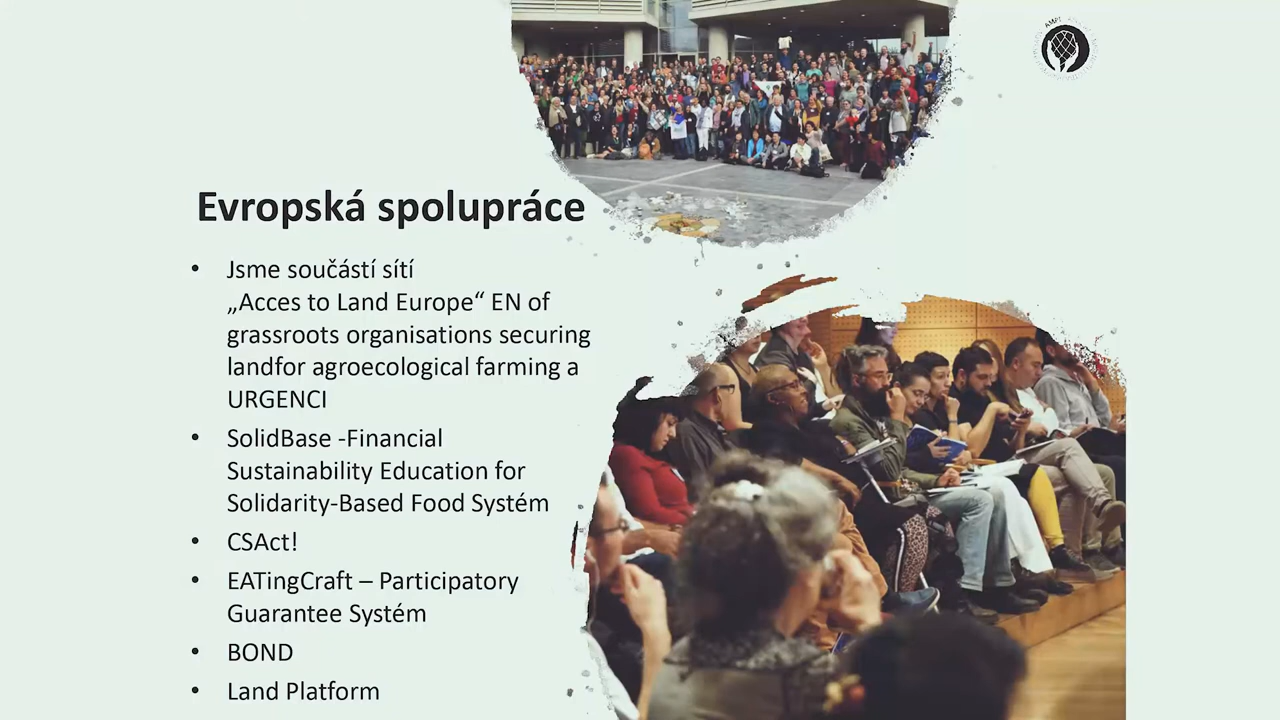 Evropská spolupráce
• Jsme součástí sítí
„Acces to Land Europe“ EN of
grassroots organisations securing
landfor agroecological farming a
URGENCI
• SolidBase -Financial
Sustainability Education for
Solidarity-Based Food Systém
• CSAct!
• EATingCraft – Participatory
Guarantee Systém
• BOND
• Land Platform